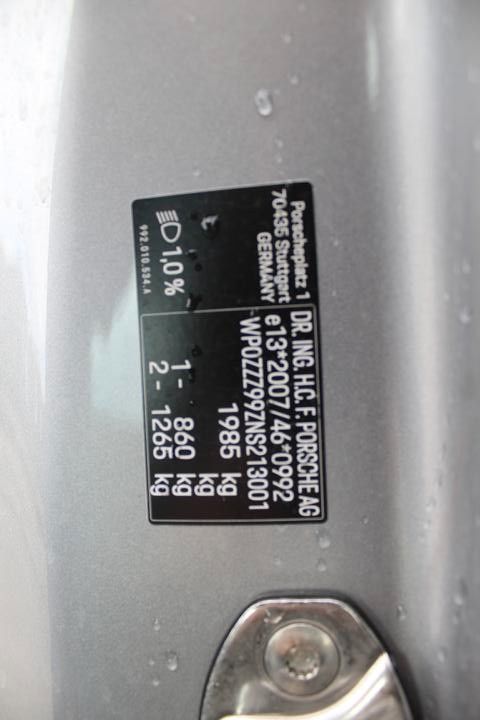 Porscheplatz 1
70435 Stuttgart
GERMANY
1,0%
992.010.534.A
DR. ING. H.C. F. PORSCHE AG
e13*2007/46*0992
WP0ZZZ99ZNS213001
1985 kg
kg
1 - 860 kg
2 - 1265 kg